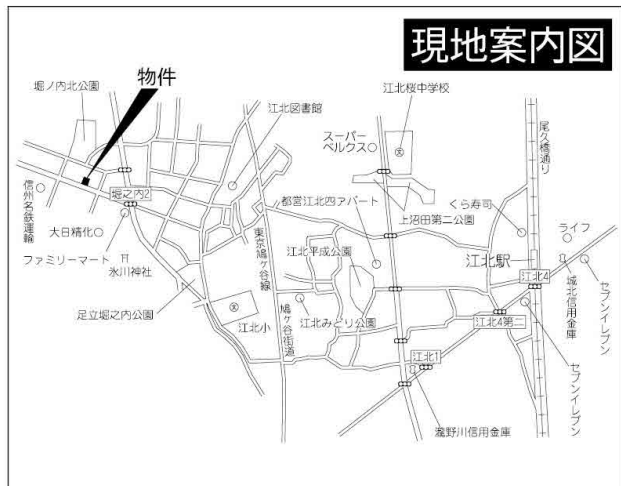 現地案内図
物件
堀ノ内北公園
江北図書館
江北桜中学校
スーパー
ベルクス
尾久橋通り
文
信州名鉄運輸
堀之内2
都営江北四アパート
くら寿司
大日精化
上沼田第二公園
ライフ
ファミリーマート
氷川神社
東京鳩ヶ谷線
江北平成公園
江北駅
江北4
城北信用金庫
セブンイレブン
足立堀之内公園
文
江北小
鳩ヶ谷街道
江北みどり公園
江北4第二
江北1
セブンイレブン
瀧野川信用金庫